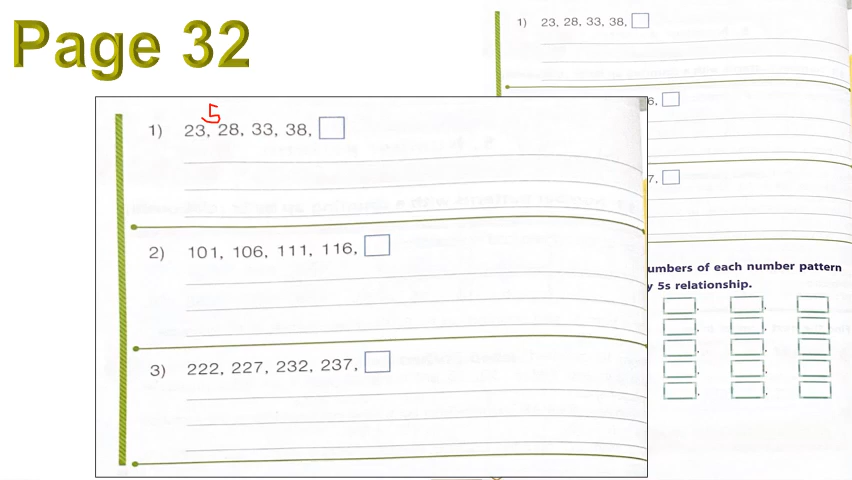 Page 32
5
1) 23, 28, 33, 38,
2) 101, 106, 111, 116,
3) 222, 227, 232, 237,
1) 23, 28, 33, 38,
6,
7,
umbers of each number pattern
y 5s relationship.